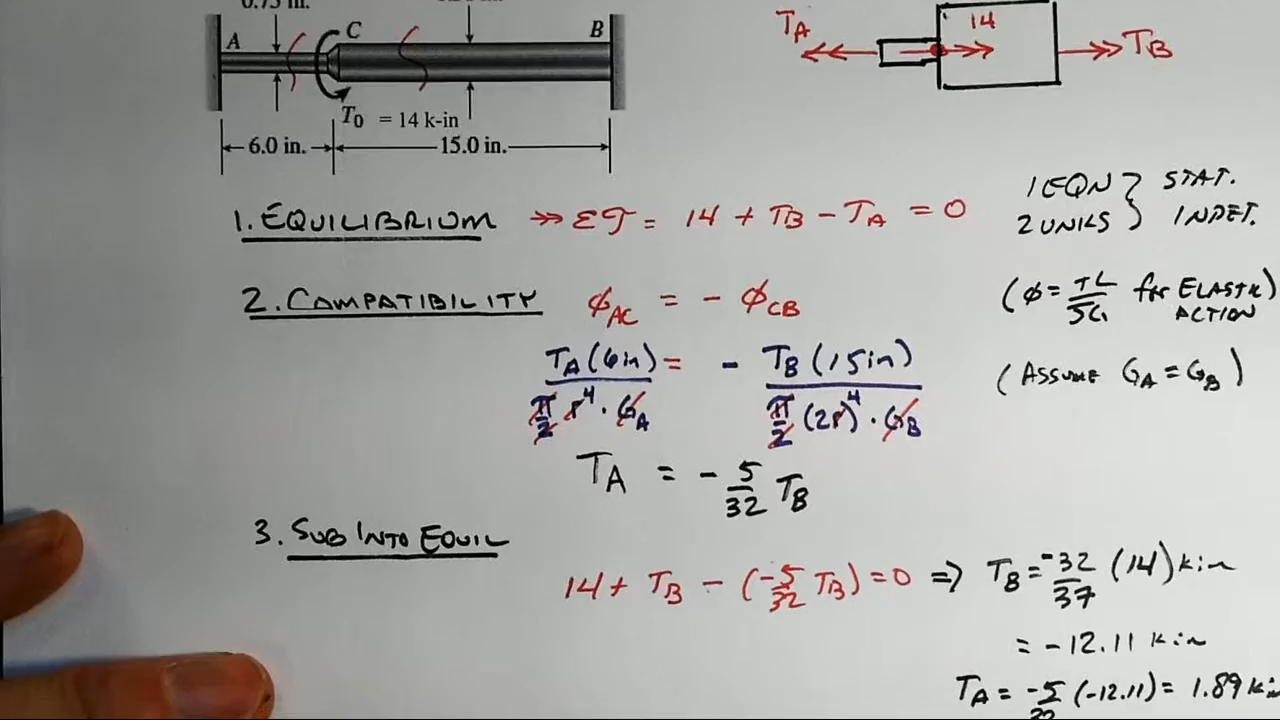 0.75 in.
A
C
B
T0 = 14 k-in
6.0 in.
15.0 in.
TA
14
TB
1. EQUILIBRIUM →> ΣT = 14 + TB - TA = 0
1 EQN } STAT.
2 UNKS } INDET.
2. COMPATIBILITY ϕAC = - ϕCB
(ϕ = TL/JG for ELASTIC ACTION)
TA (6in) / π/2 r⁴ · GA = - TB (15in) / π/2 (2r)⁴ · GB
(ASSUME GA = GB)
TA = - 5/32 TB
3. SUB INTO EQUIL
14 + TB - (-5/32 TB) = 0 ⇒ TB = -32/37 (14) k in
= -12.11 k in
TA = -5/32 (-12.11) = 1.89 k in